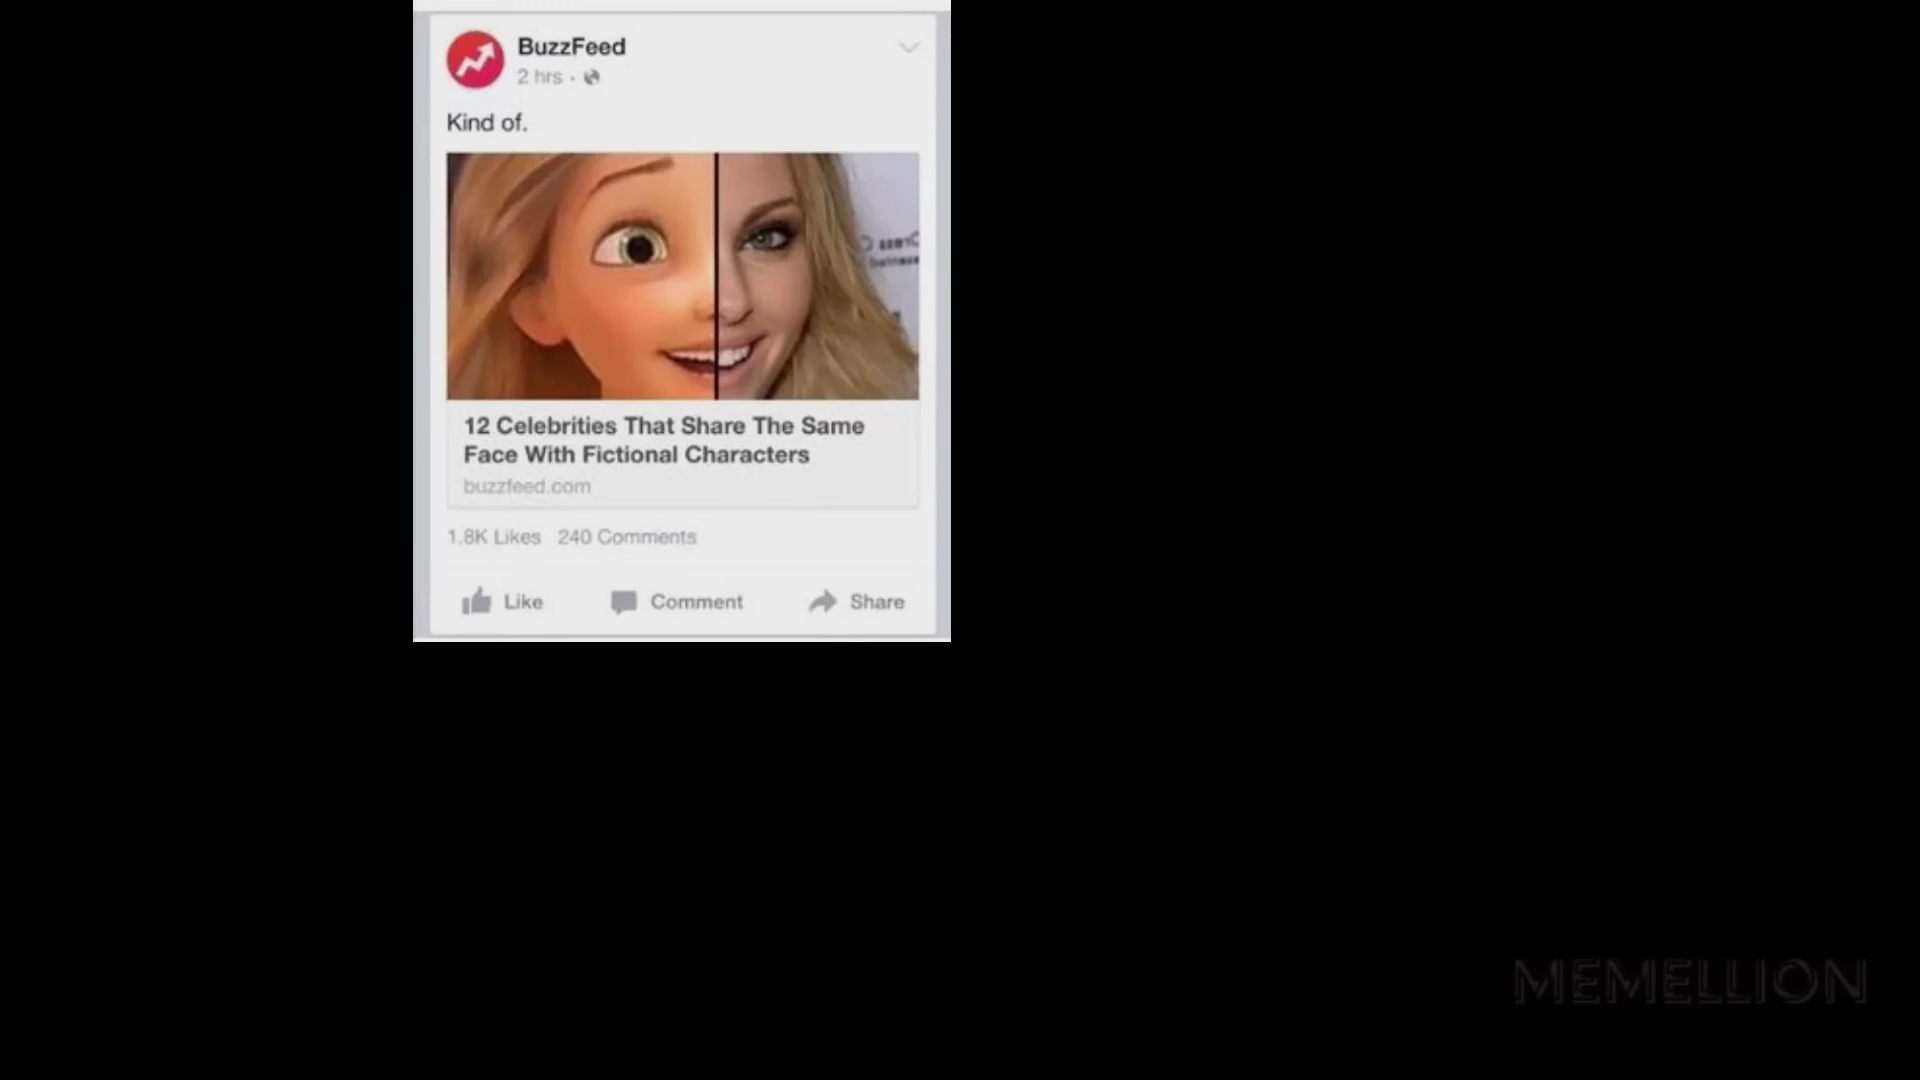 BuzzFeed
2 hrs ·
Kind of.
12 Celebrities That Share The Same
Face With Fictional Characters
buzzfeed.com
1.8K Likes 240 Comments
Like Comment Share
MEMELLION